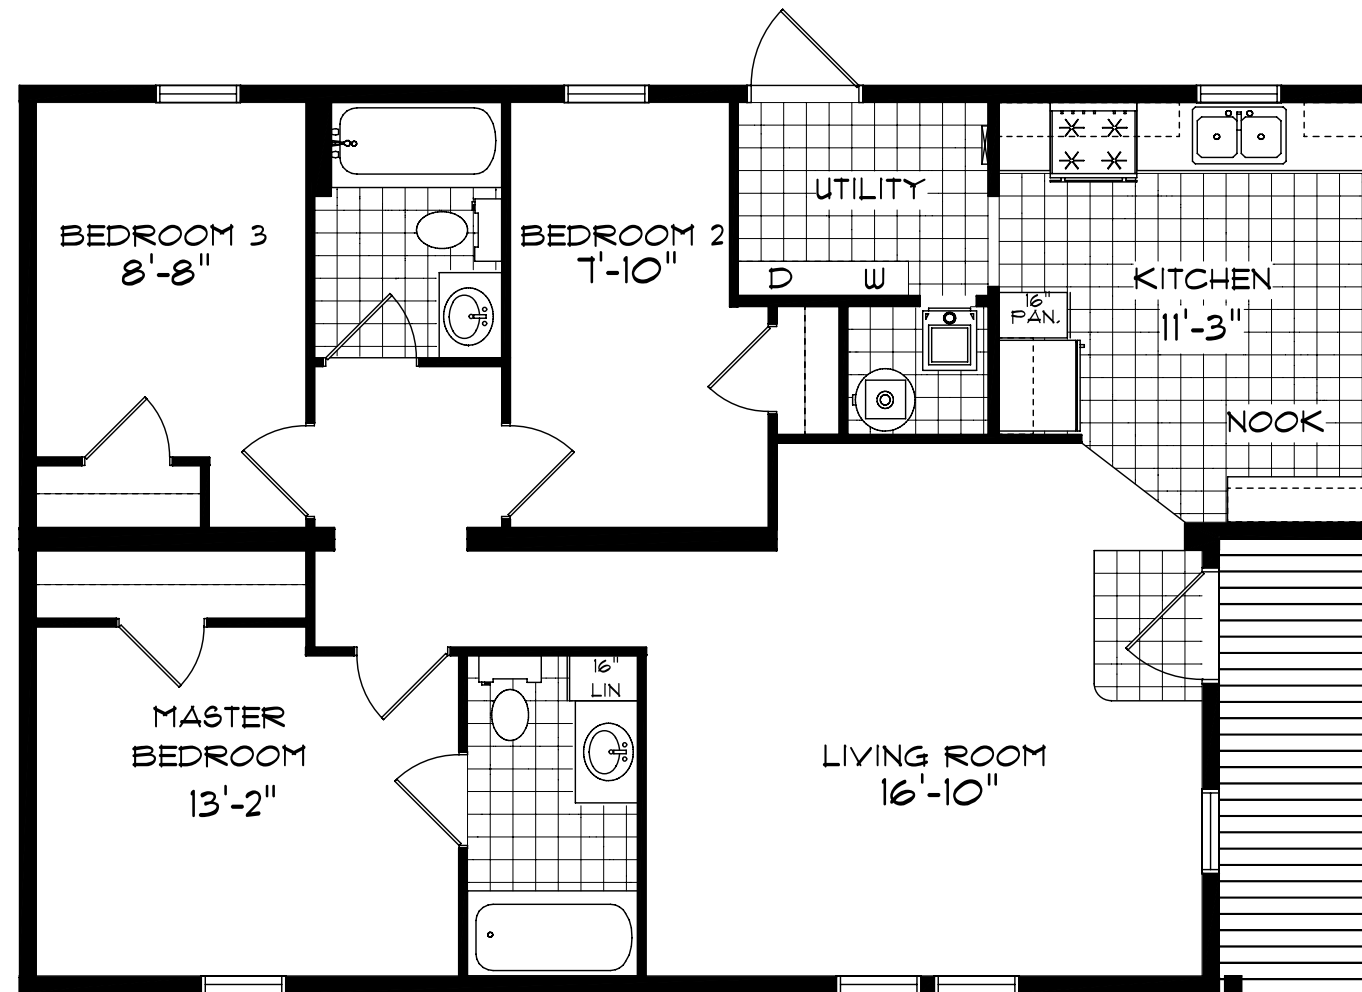 UTILITY
BEDROOM 3
8'-8"
BEDROOM 2
7'-10"
D W
KITCHEN
11'-3"
16"
PAN.
NOOK
16"
LIN
MASTER
BEDROOM
13'-2"
LIVING ROOM
16'-10"